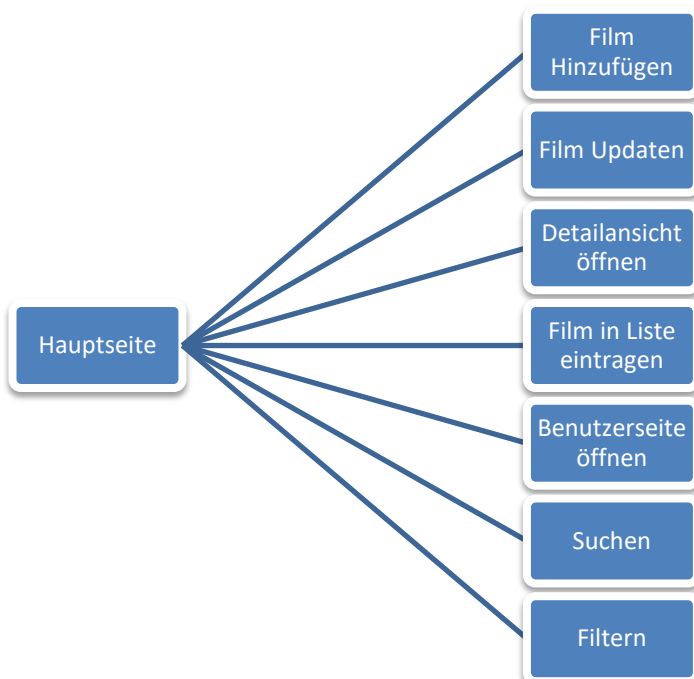 Film
Hinzufügen
Film Updaten
Detailansicht
öffnen
Hauptseite
Film in Liste
eintragen
Benutzerseite
öffnen
Suchen
Filtern